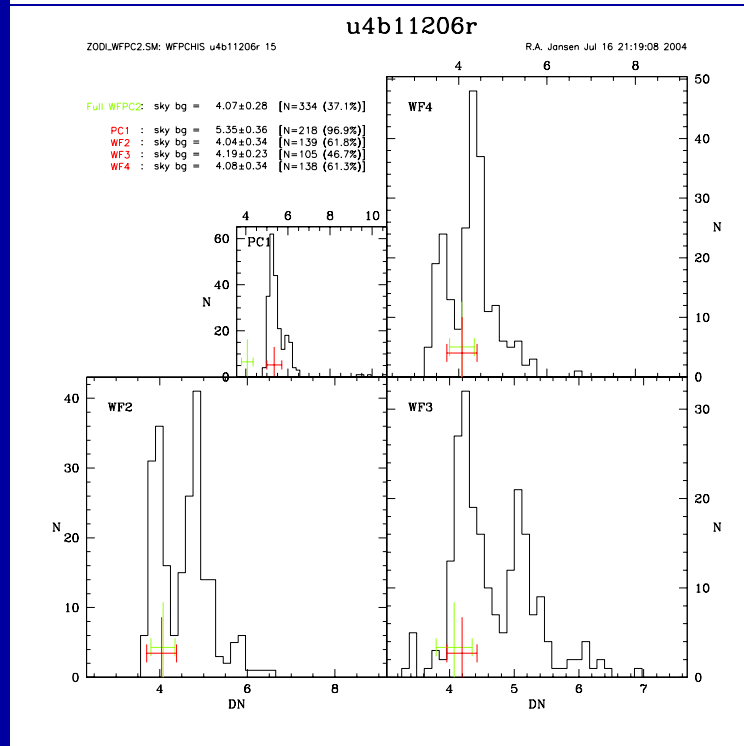 u4b11206r
ZODI_WFPC2.SM: WFPCHIS u4b11206r 15
R.A. Jansen Jul 16 21:19:08 2004
Full WFPC2: sky bg = 4.07±0.28 [N=334 (37.1%)]
PC1 : sky bg = 5.35±0.36 [N=218 (96.9%)]
WF2 : sky bg = 4.04±0.34 [N=139 (61.8%)]
WF3 : sky bg = 4.19±0.23 [N=105 (46.7%)]
WF4 : sky bg = 4.08±0.34 [N=138 (61.3%)]
4 6 8
WF4
50
40
30
20
10
0
N
4 6 8 10
PC1
60
40
20
0
N
WF2
40
30
20
10
0
N
4 6 8
DN
WF3
30
20
10
0
N
4 5 6 7
DN